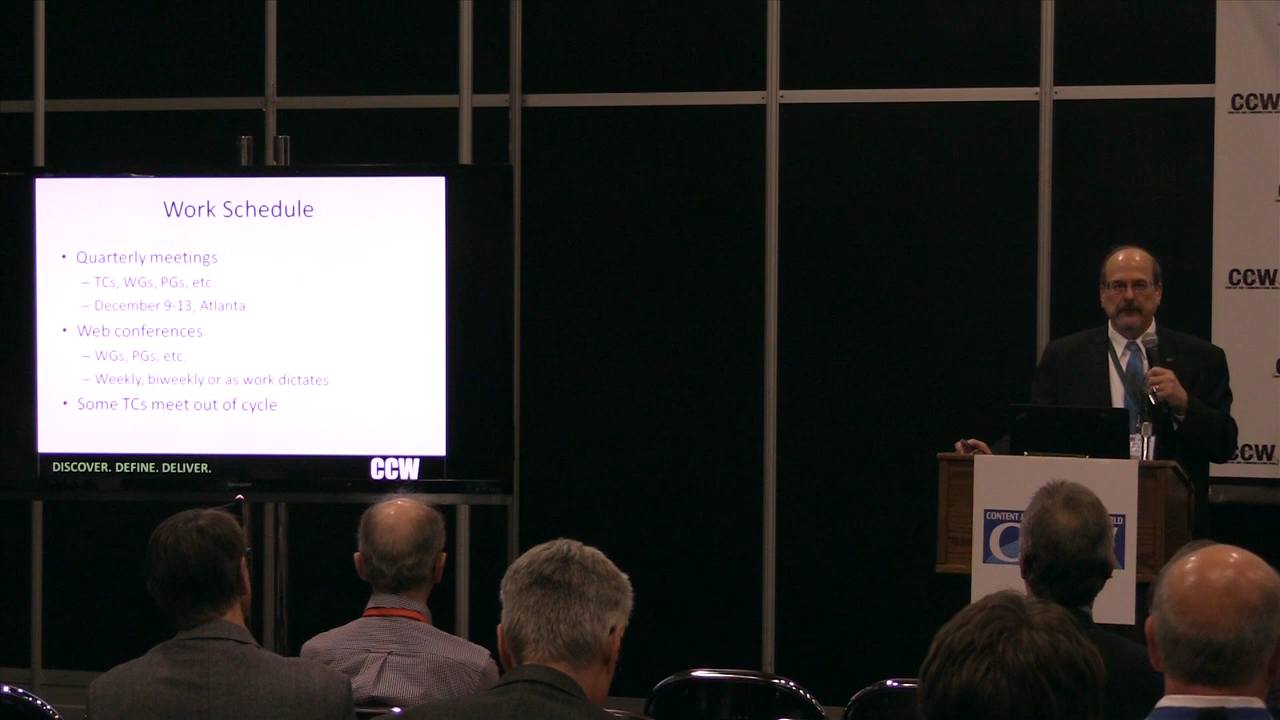 Work Schedule
• Quarterly meetings
– TCs, WGs, PGs, etc.
– December 9-13, Atlanta
• Web conferences
– WGs, PGs, etc.
– Weekly, biweekly or as work dictates
• Some TCs meet out of cycle
DISCOVER. DEFINE. DELIVER.
CCW
CCW
CCW
CCW
CONTENT